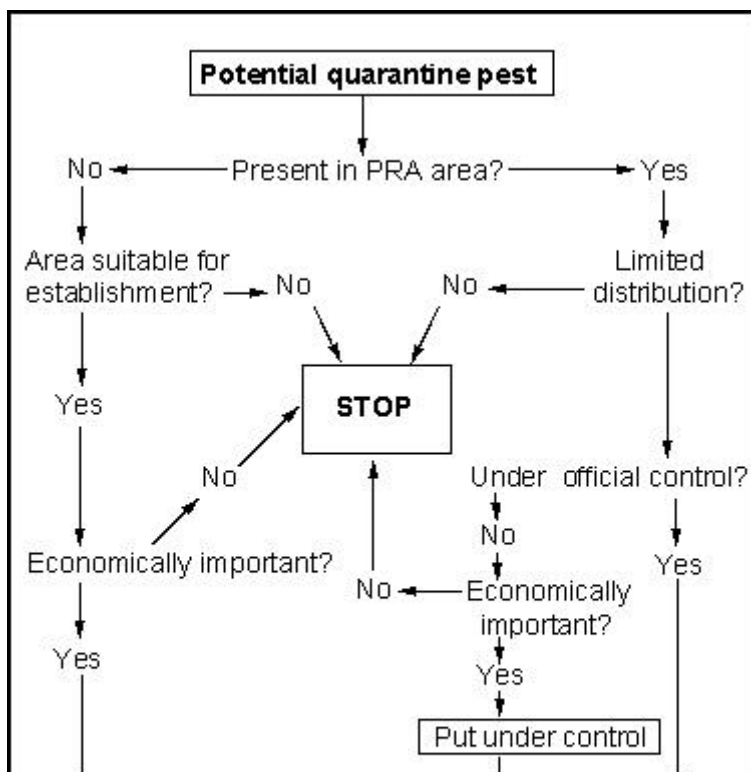 Potential quarantine pest
No
Present in PRA area?
Yes
Area suitable for
establishment?
No
No
Limited
distribution?
STOP
Yes
No
Under official control?
No
Economically important?
No
Economically
important?
Yes
Yes
Yes
Put under control